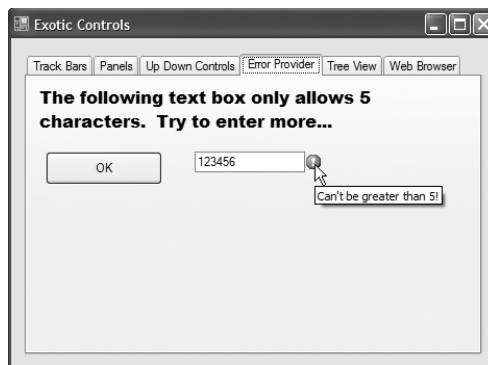 Exotic Controls
Track Bars Panels Up Down Controls Error Provider Tree View Web Browser
The following text box only allows 5
characters. Try to enter more...
OK 123456
Can't be greater than 5!